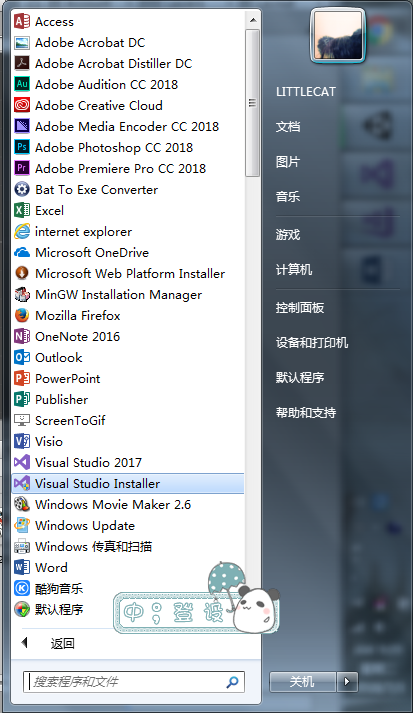 Access
Adobe Acrobat DC
Adobe Acrobat Distiller DC
Adobe Audition CC 2018
Adobe Creative Cloud
Adobe Media Encoder CC 2018
Adobe Photoshop CC 2018
Adobe Premiere Pro CC 2018
Bat To Exe Converter
Excel
internet explorer
Microsoft OneDrive
Microsoft Web Platform Installer
MinGW Installation Manager
Mozilla Firefox
OneNote 2016
Outlook
PowerPoint
Publisher
ScreenToGif
Visio
Visual Studio 2017
Visual Studio Installer
Windows Movie Maker 2.6
Windows Update
Windows 传真和扫描
Word
酷狗音乐
默认程序
返回
搜索程序和文件
LITTLECAT
文档
图片
音乐
游戏
计算机
控制面板
设备和打印机
默认程序
帮助和支持
关机
中 ; 登 设